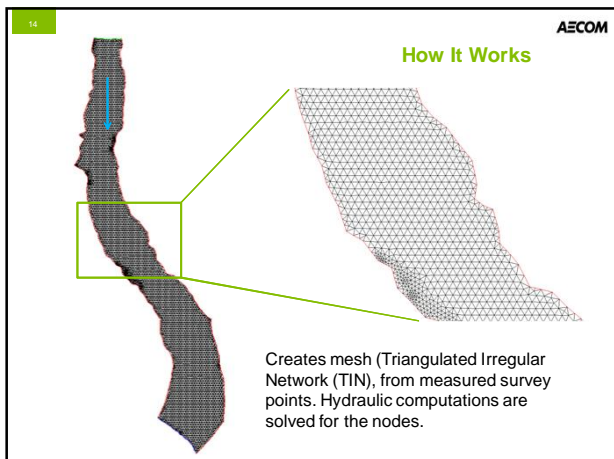 14
AECOM
How It Works
Creates mesh (Triangulated Irregular
Network (TIN), from measured survey
points. Hydraulic computations are
solved for the nodes.